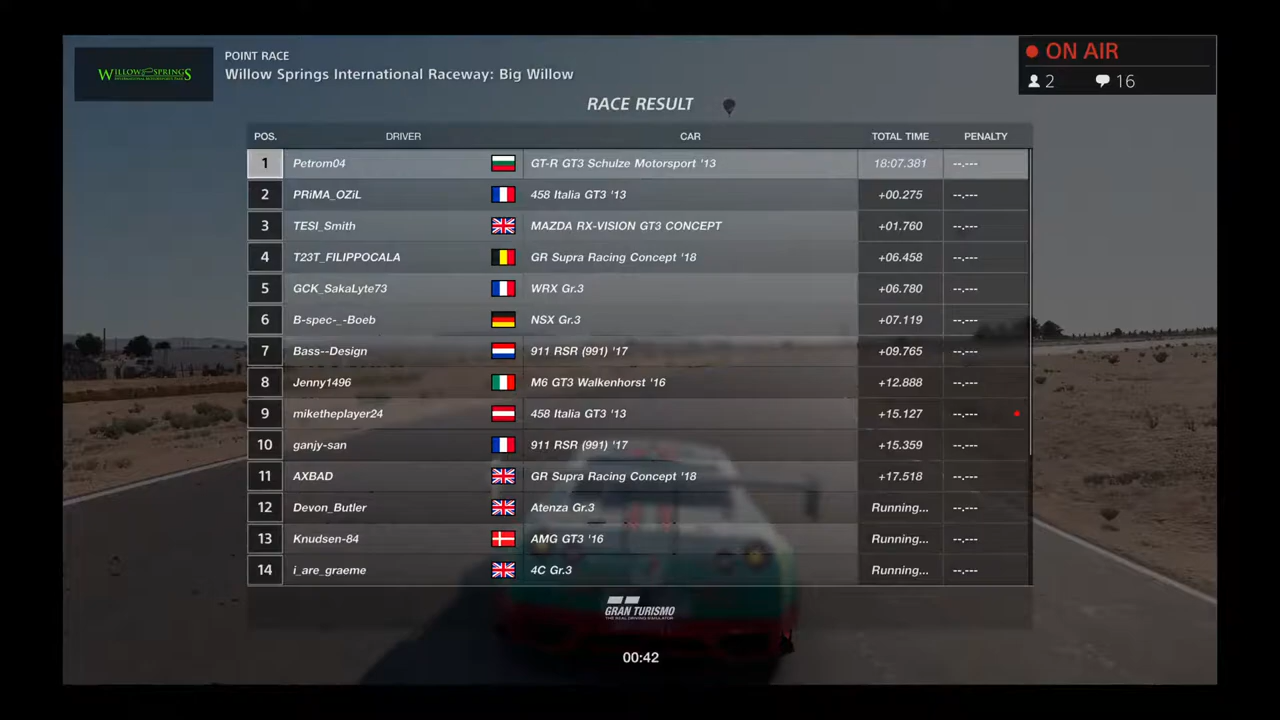 WILLOW SPRINGS
POINT RACE
Willow Springs International Raceway: Big Willow
ON AIR
2 16
RACE RESULT
POS. DRIVER CAR TOTAL TIME PENALTY
1 Petrom04 GT-R GT3 Schulze Motorsport '13 18:07.381 --.---
2 PRiMA_OZiL 458 Italia GT3 '13 +00.275 --.---
3 TESI_Smith MAZDA RX-VISION GT3 CONCEPT +01.760 --.---
4 T23T_FILIPPOCALA GR Supra Racing Concept '18 +06.458 --.---
5 GCK_SakaLyte73 WRX Gr.3 +06.780 --.---
6 B-spec-_-Boeb NSX Gr.3 +07.119 --.---
7 Bass--Design 911 RSR (991) '17 +09.765 --.---
8 Jenny1496 M6 GT3 Walkenhorst '16 +12.888 --.---
9 miketheplayer24 458 Italia GT3 '13 +15.127 --.---
10 ganjy-san 911 RSR (991) '17 +15.359 --.---
11 AXBAD GR Supra Racing Concept '18 +17.518 --.---
12 Devon_Butler Atenza Gr.3 Running... --.---
13 Knudsen-84 AMG GT3 '16 Running... --.---
14 i_are_graeme 4C Gr.3 Running... --.---
GRAN TURISMO
THE REAL DRIVING SIMULATOR
00:42